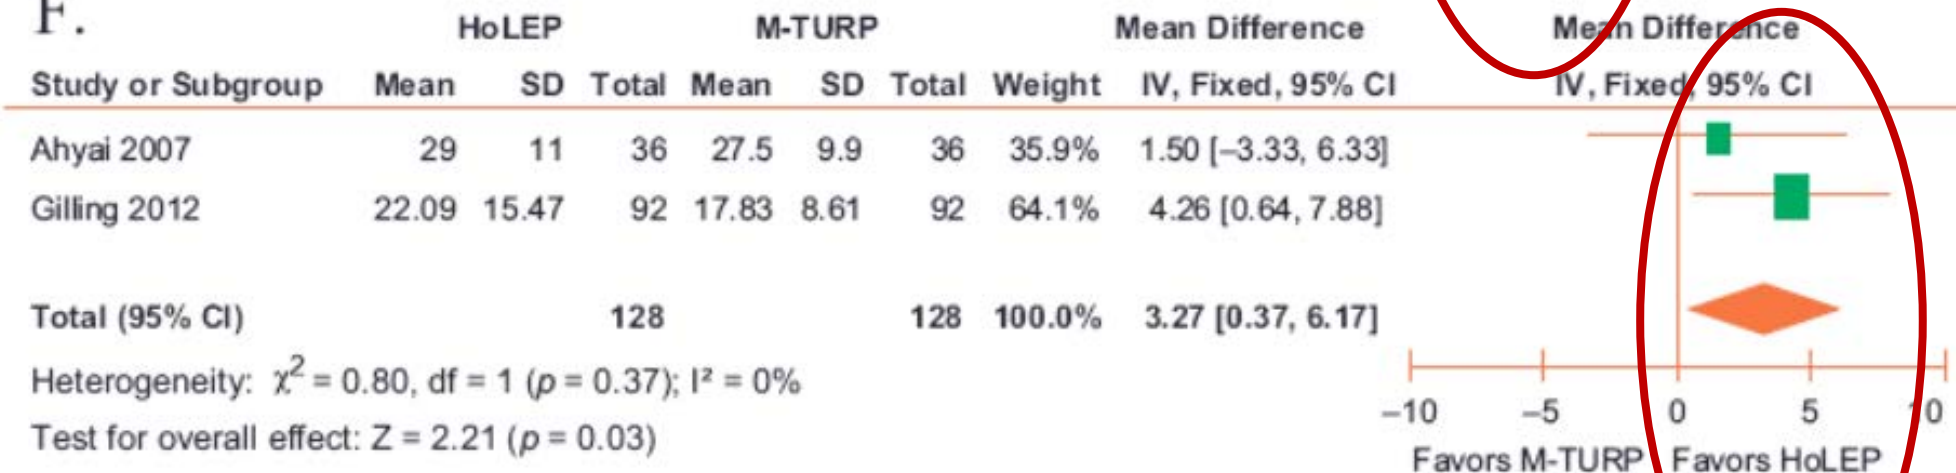 F.
HoLEP M-TURP Mean Difference Mean Difference
Study or Subgroup Mean SD Total Mean SD Total Weight IV, Fixed, 95% CI IV, Fixed, 95% CI
Ahyai 2007 29 11 36 27.5 9.9 36 35.9% 1.50 [–3.33, 6.33]
Gilling 2012 22.09 15.47 92 17.83 8.61 92 64.1% 4.26 [0.64, 7.88]
Total (95% CI) 128 128 100.0% 3.27 [0.37, 6.17]
Heterogeneity: χ² = 0.80, df = 1 (p = 0.37); I² = 0%
Test for overall effect: Z = 2.21 (p = 0.03)
–10 –5 0 5 10
Favors M-TURP Favors HoLEP